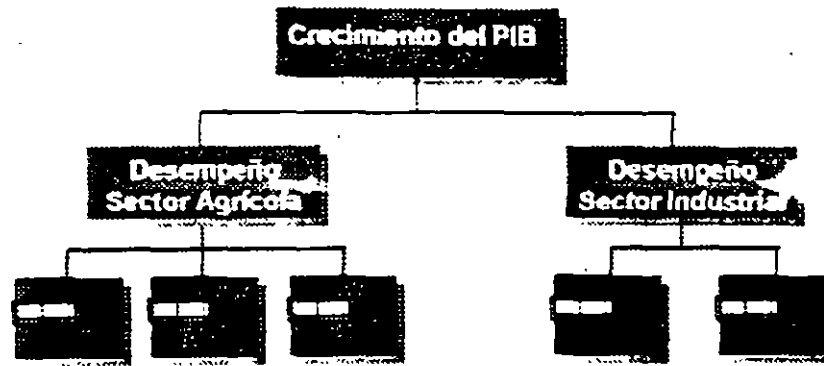 Crecimiento del PIB
Desempeño
Sector Agrícola
Desempeño
Sector Industrial